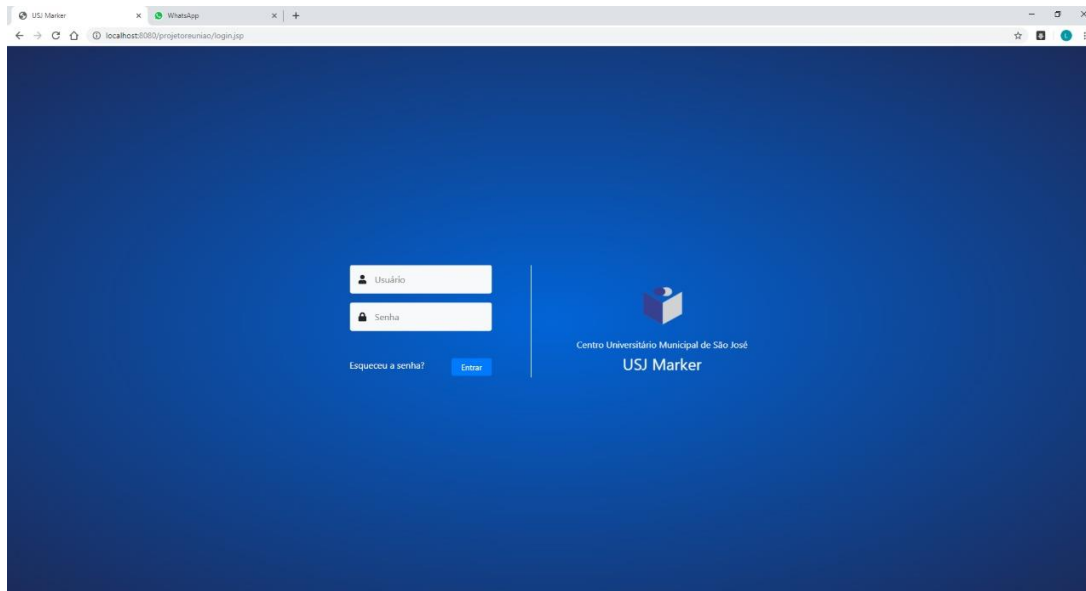 USJ Marker
WhatsApp
localhost:8080/projetoreuniao/login.jsp
Usuário
Senha
Esqueceu a senha?
Entrar
Centro Universitário Municipal de São José
USJ Marker